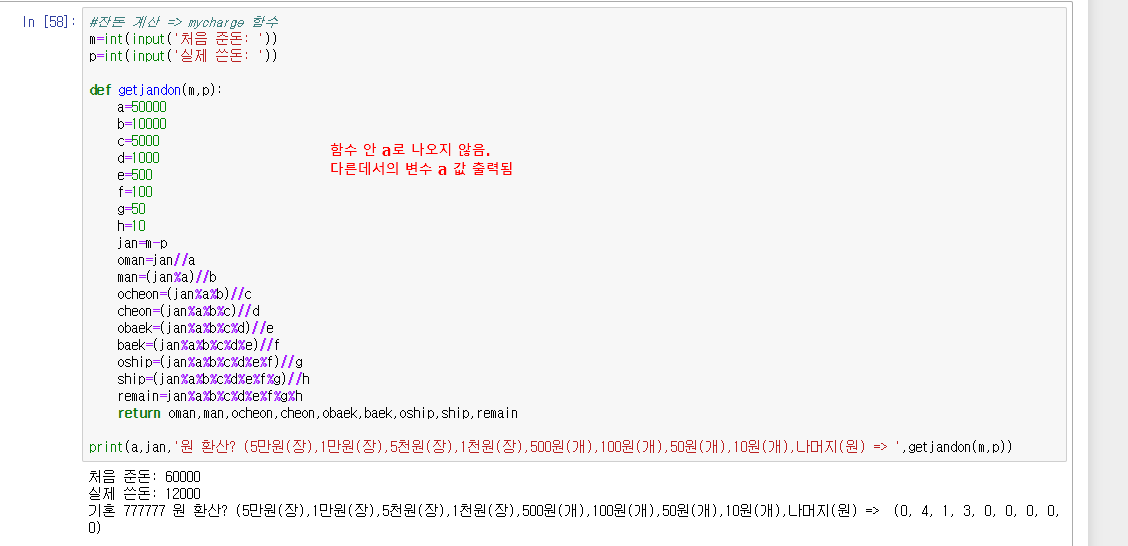 In [58]:
#잔돈 계산 => mycharge 함수
m=int(input('처음 준돈: '))
p=int(input('실제 쓴돈: '))
def getjandon(m,p):
a=50000
b=10000
c=5000
d=1000
e=500
f=100
g=50
h=10
jan=m-p
oman=jan//a
man=(jan%a)//b
ocheon=(jan%a%b)//c
cheon=(jan%a%b%c)//d
obaek=(jan%a%b%c%d)//e
baek=(jan%a%b%c%d%e)//f
oship=(jan%a%b%c%d%e%f)//g
ship=(jan%a%b%c%d%e%f%g)//h
remain=jan%a%b%c%d%e%f%g%h
return oman,man,ocheon,cheon,obaek,baek,oship,ship,remain
함수 안 a로 나오지 않음.
다른데서의 변수 a 값 출력됨
print(a,jan,'원 환산? (5만원(장),1만원(장),5천원(장),1천원(장),500원(개),100원(개),50원(개),10원(개),나머지(원) => ',getjandon(m,p))
처음 준돈: 60000
실제 쓴돈: 12000
기혼 777777 원 환산? (5만원(장),1만원(장),5천원(장),1천원(장),500원(개),100원(개),50원(개),10원(개),나머지(원) =>  (0, 4, 1, 3, 0, 0, 0, 0,
0)